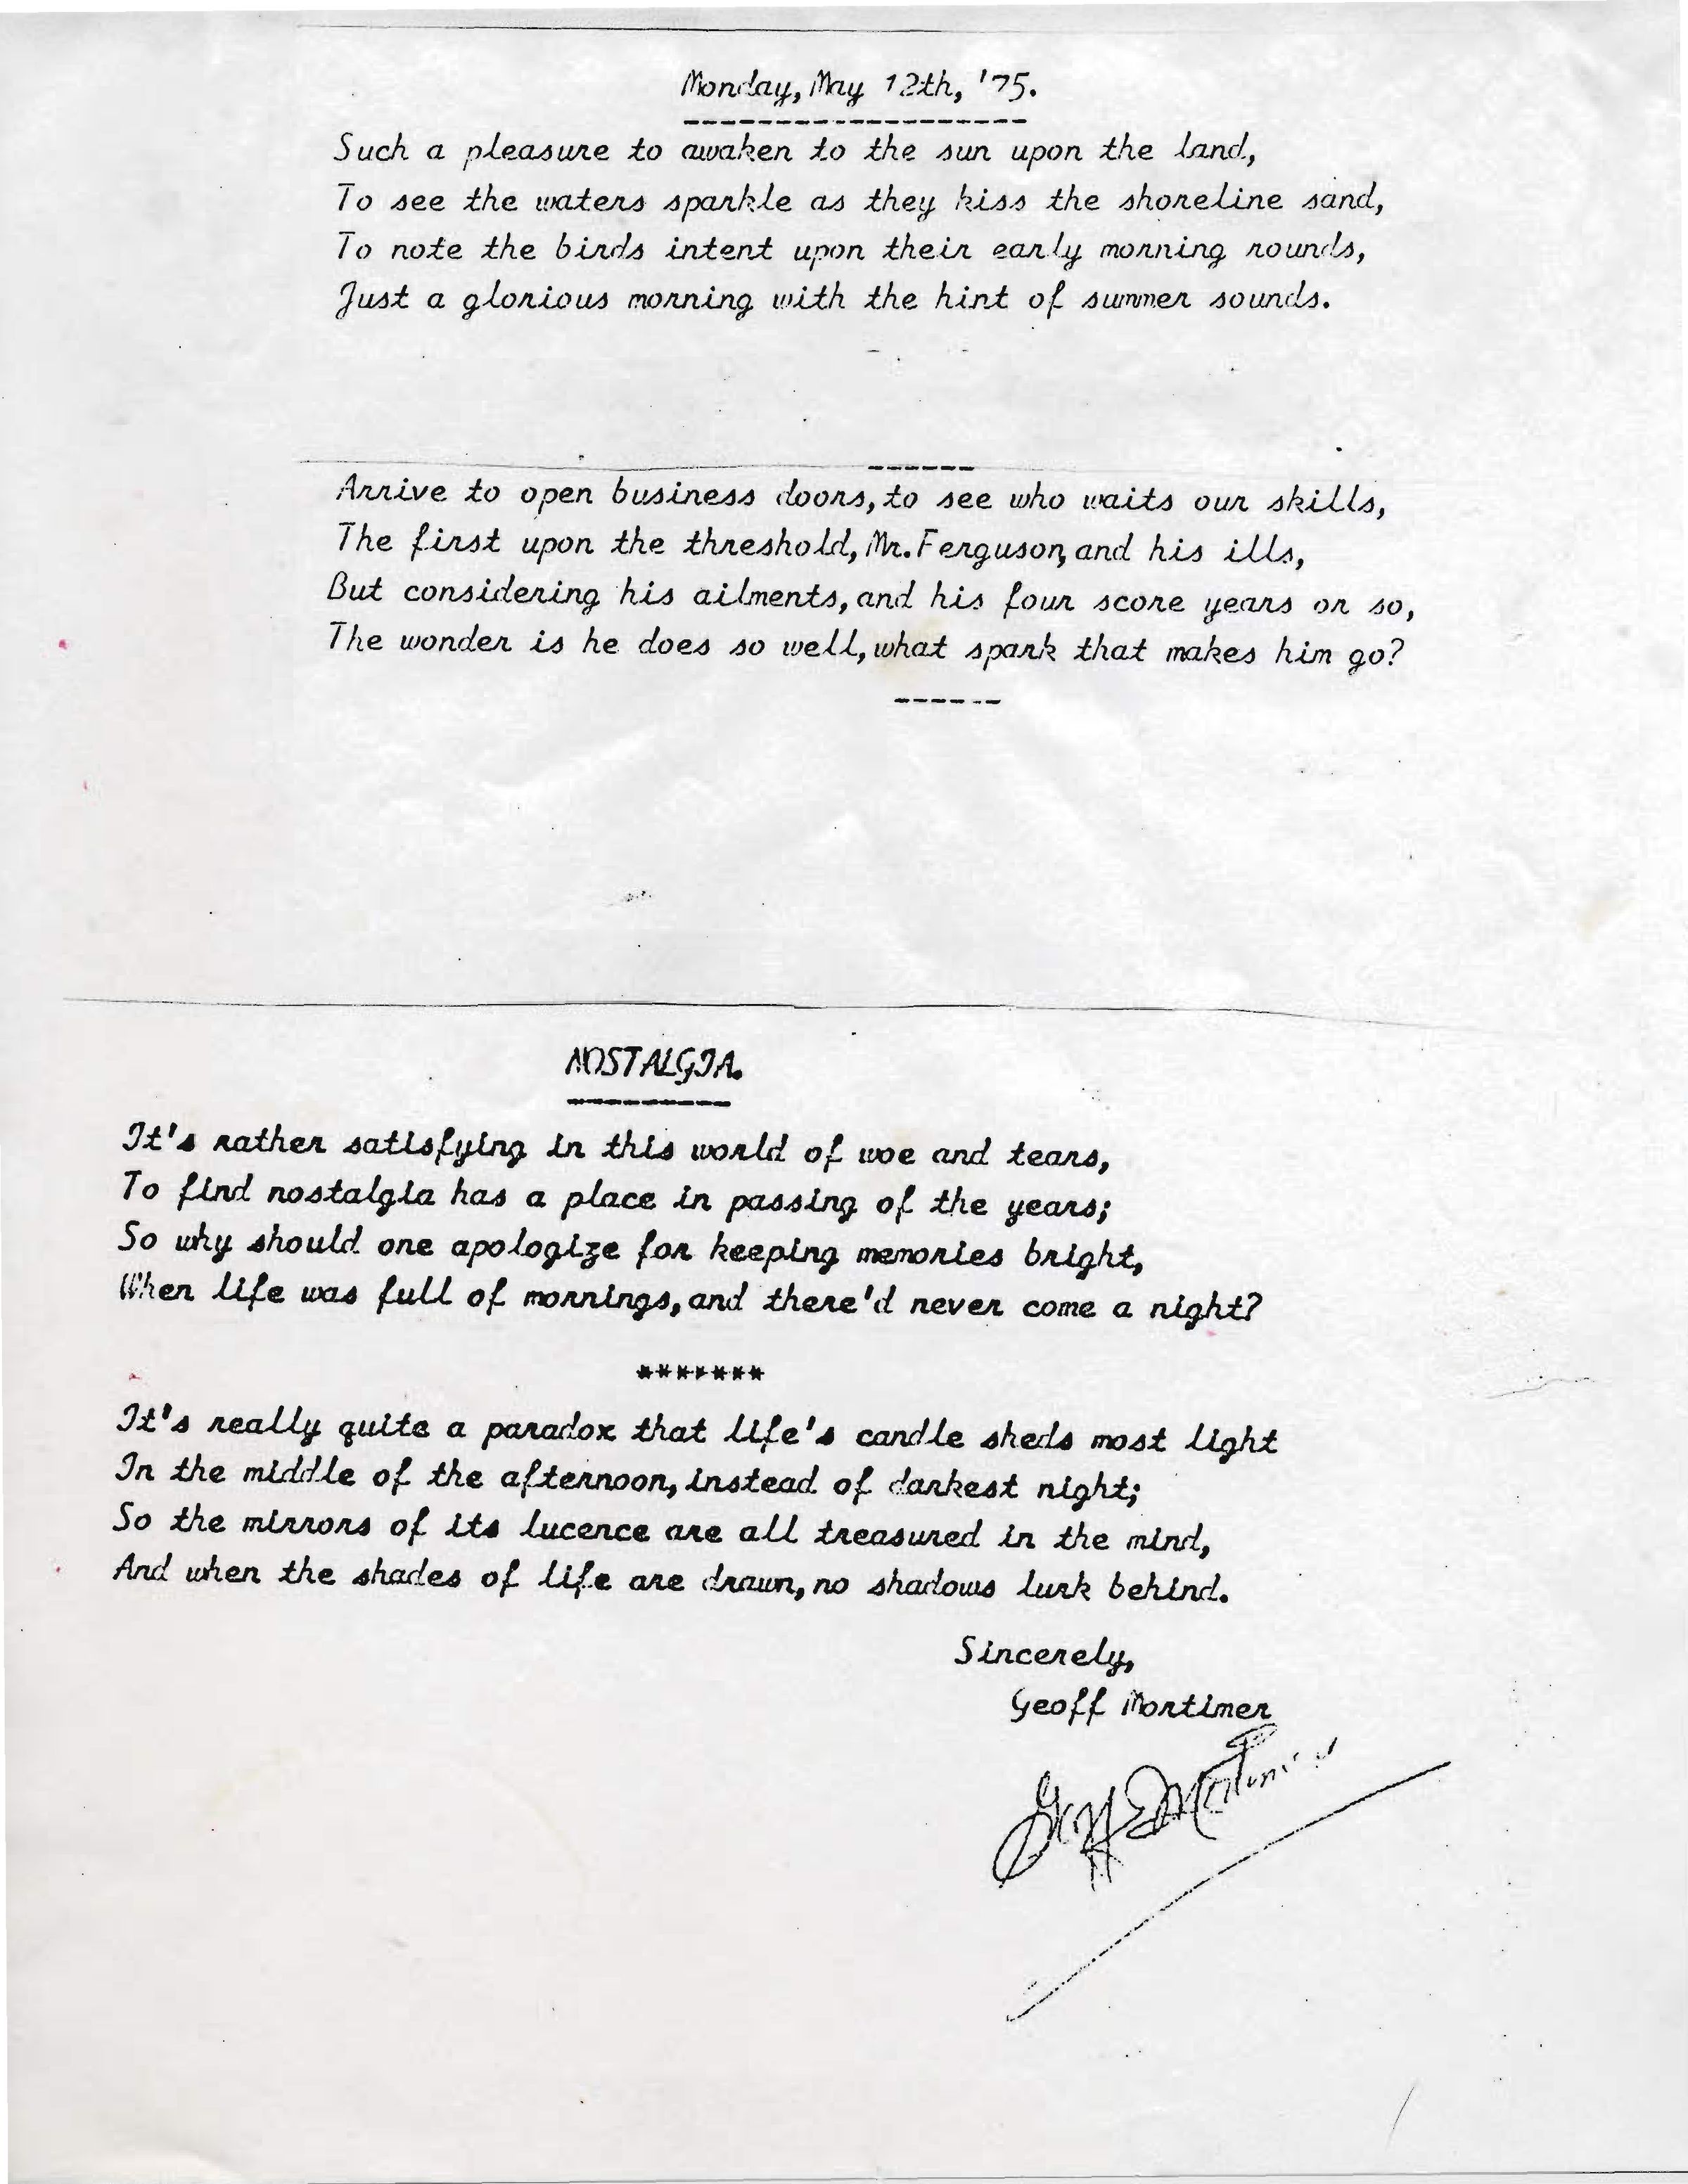 Monday, May 12th, '75.
------------------
Such a pleasure to awaken to the sun upon the land,
To see the waters sparkle as they kiss the shoreline sand,
To note the birds intent upon their early morning rounds,
Just a glorious morning with the hint of summer sounds.
------
Arrive to open business doors, to see who waits our skills,
The first upon the threshold, Mr. Ferguson, and his ills,
But considering his ailments, and his four score years or so,
The wonder is he does so well, what spark that makes him go?
------
NOSTALGIA.
----------
It's rather satisfying in this world of woe and tears,
To find nostalgia has a place in passing of the years;
So why should one apologize for keeping memories bright,
When life was full of mornings, and there'd never come a night?
*******
It's really quite a paradox that life's candle sheds most light
In the middle of the afternoon, instead of darkest night;
So the mirrors of its lucence are all treasured in the mind,
And when the shades of life are drawn, no shadows lurk behind.
Sincerely,
Geoff Mortimer
Geoff E Mortimer